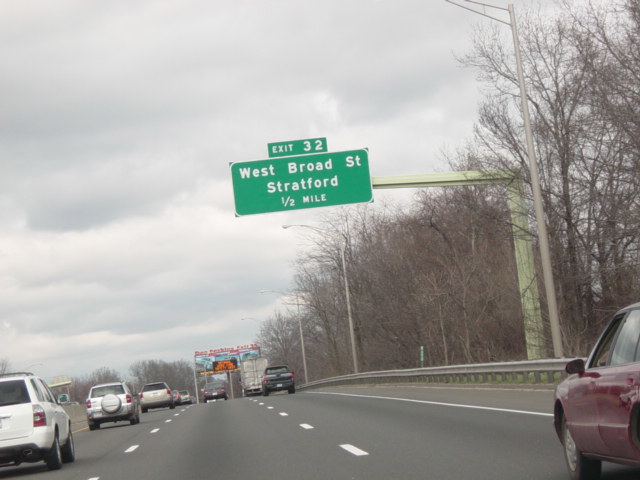 EXIT 32
West Broad St
Stratford
1/2 MILE